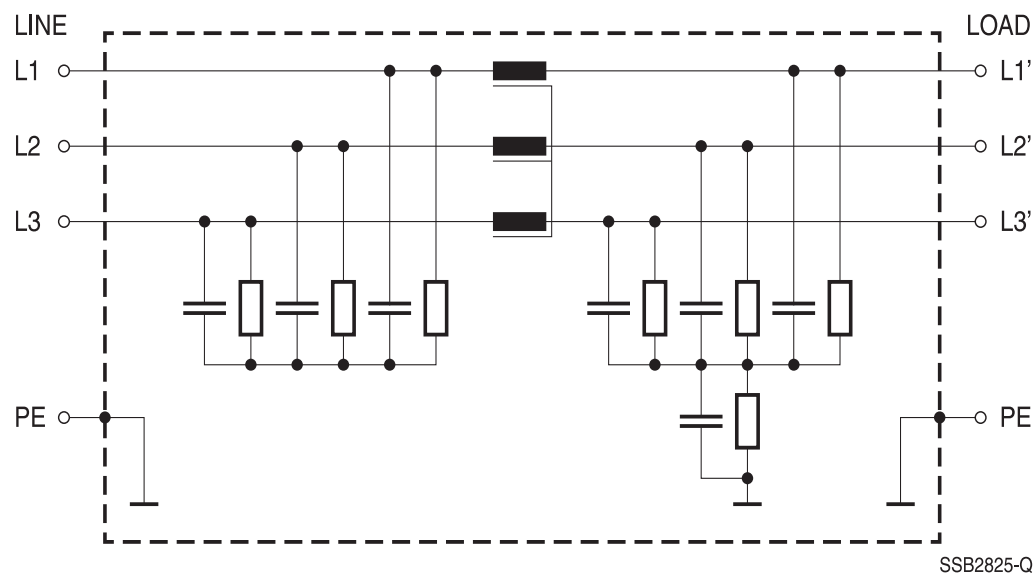 LINE LOAD
L1 L1'
L2 L2'
L3 L3'
PE PE
SSB2825-Q